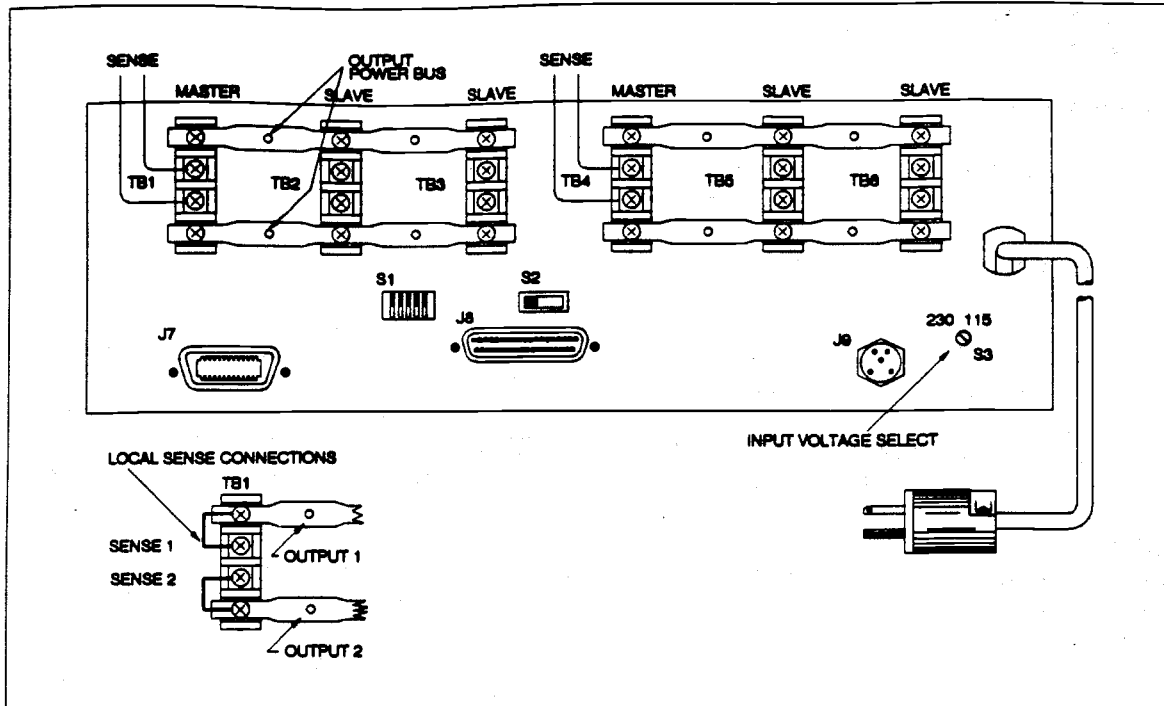 SENSE
OUTPUT
POWER BUS
SENSE
MASTER
SLAVE
SLAVE
MASTER
SLAVE
SLAVE
TB1
TB2
TB3
TB4
TB5
TB6
S1
S2
J7
J8
J9
230 115
S3
INPUT VOLTAGE SELECT
LOCAL SENSE CONNECTIONS
TB1
SENSE 1
OUTPUT 1
SENSE 2
OUTPUT 2